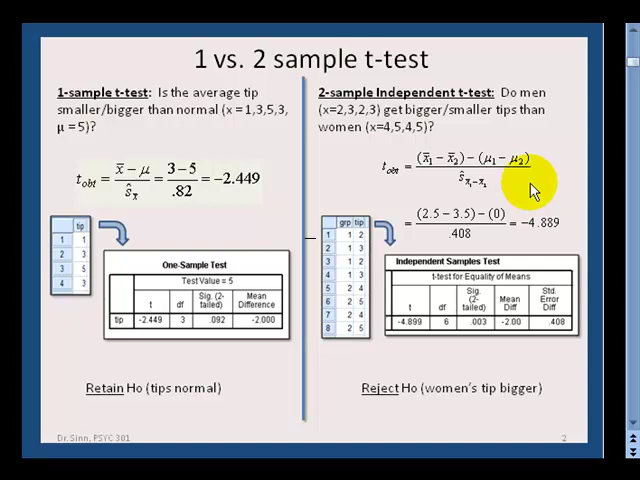 1 vs. 2 sample t-test
1-sample t-test: Is the average tip
smaller/bigger than normal (x = 1,3,5,3,
μ = 5)?
t_obt = (x̄ − μ) / ŝ_x̄ = (3 − 5) / .82 = −2.449
tip
1 1
2 3
3 5
4 3
One-Sample Test
Test Value = 5
t df Sig. (2-tailed) Mean Difference
tip -2.449 3 .092 -2.000
Retain Ho (tips normal)
2-sample Independent t-test: Do men
(x=2,3,2,3) get bigger/smaller tips than
women (x=4,5,4,5)?
t_obt = ((x̄₁ − x̄₂) − (μ₁ − μ₂)) / ŝ_x̄₁−x̄₂
= ((2.5 − 3.5) − (0)) / .408 = −4.889
grp tip
1 1 2
2 1 3
3 1 2
4 1 3
5 2 4
6 2 5
7 2 4
8 2 5
Independent Samples Test
t-test for Equality of Means
t df Sig. (2-tailed) Mean Diff Std. Error Diff
-4.899 6 .003 -2.00 .408
Reject Ho (women's tip bigger)
Dr. Sinn, PSYC 301
2